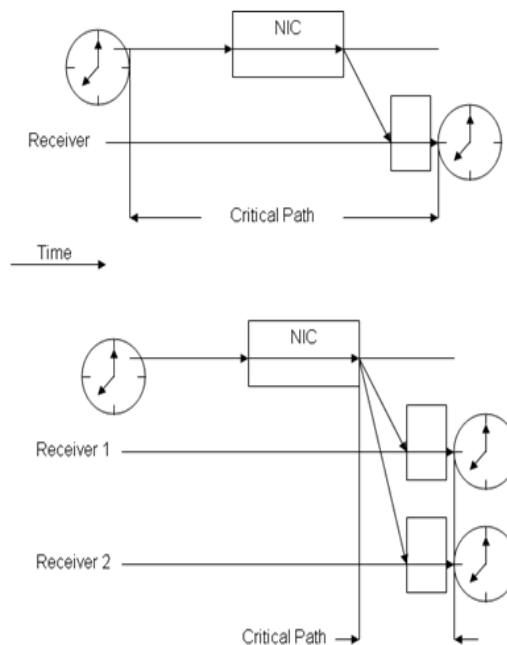 NIC
Receiver
Critical Path
Time
NIC
Receiver 1
Receiver 2
Critical Path